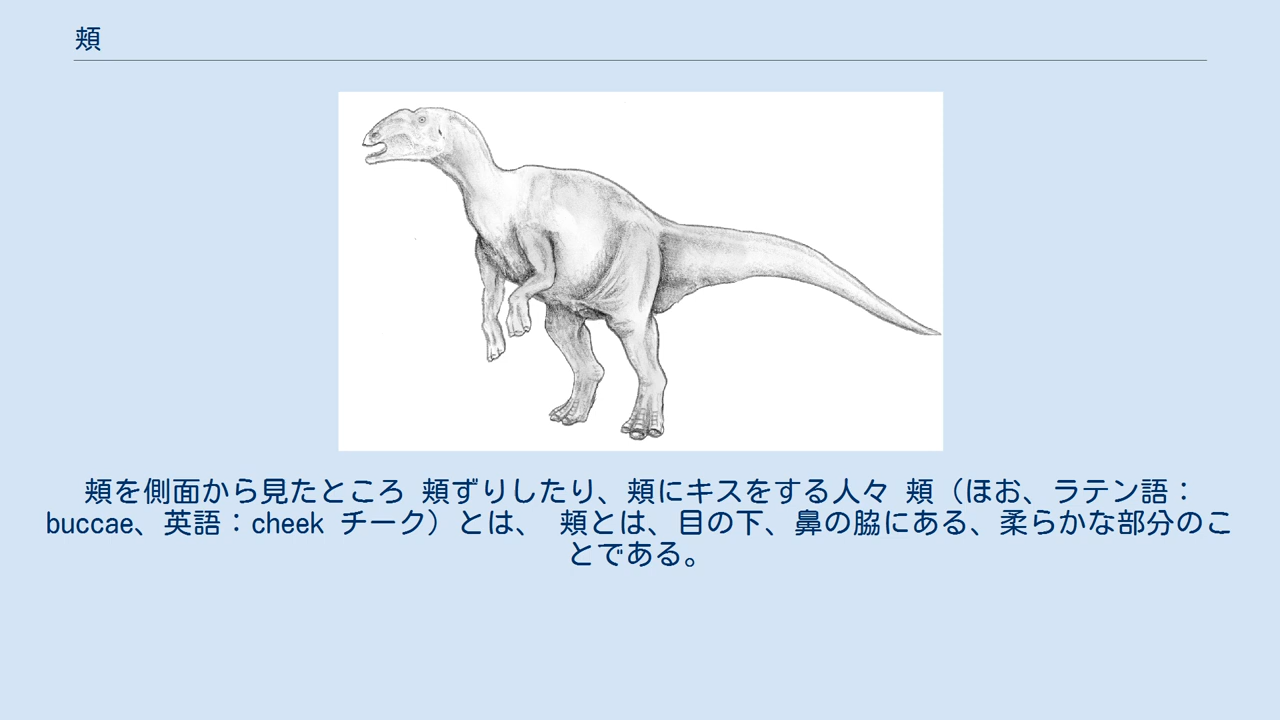 頬
頬を側面から見たところ 頬ずりしたり、頬にキスをする人々 頬（ほお、ラテン語：
buccae、英語：cheek チーク）とは、 頬とは、目の下、鼻の脇にある、柔らかな部分のこ
とである。